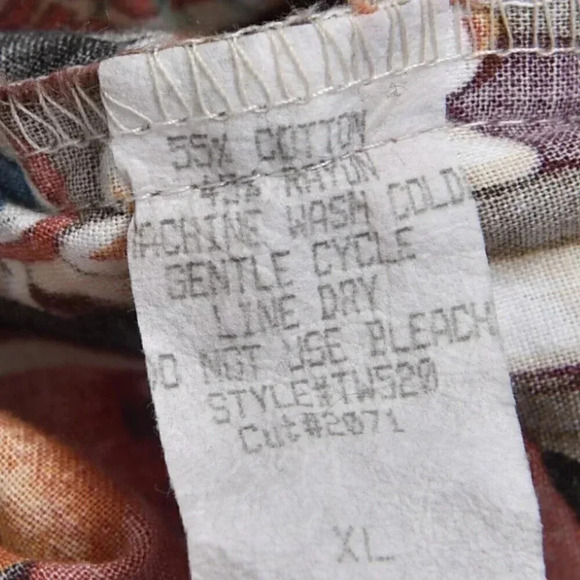 55% COTTON
45% RAYON
ACHINE WASH COLD
GENTLE CYCLE
LINE DRY
DO NOT USE BLEACH
STYLE#TW520
Cut#2071
XL